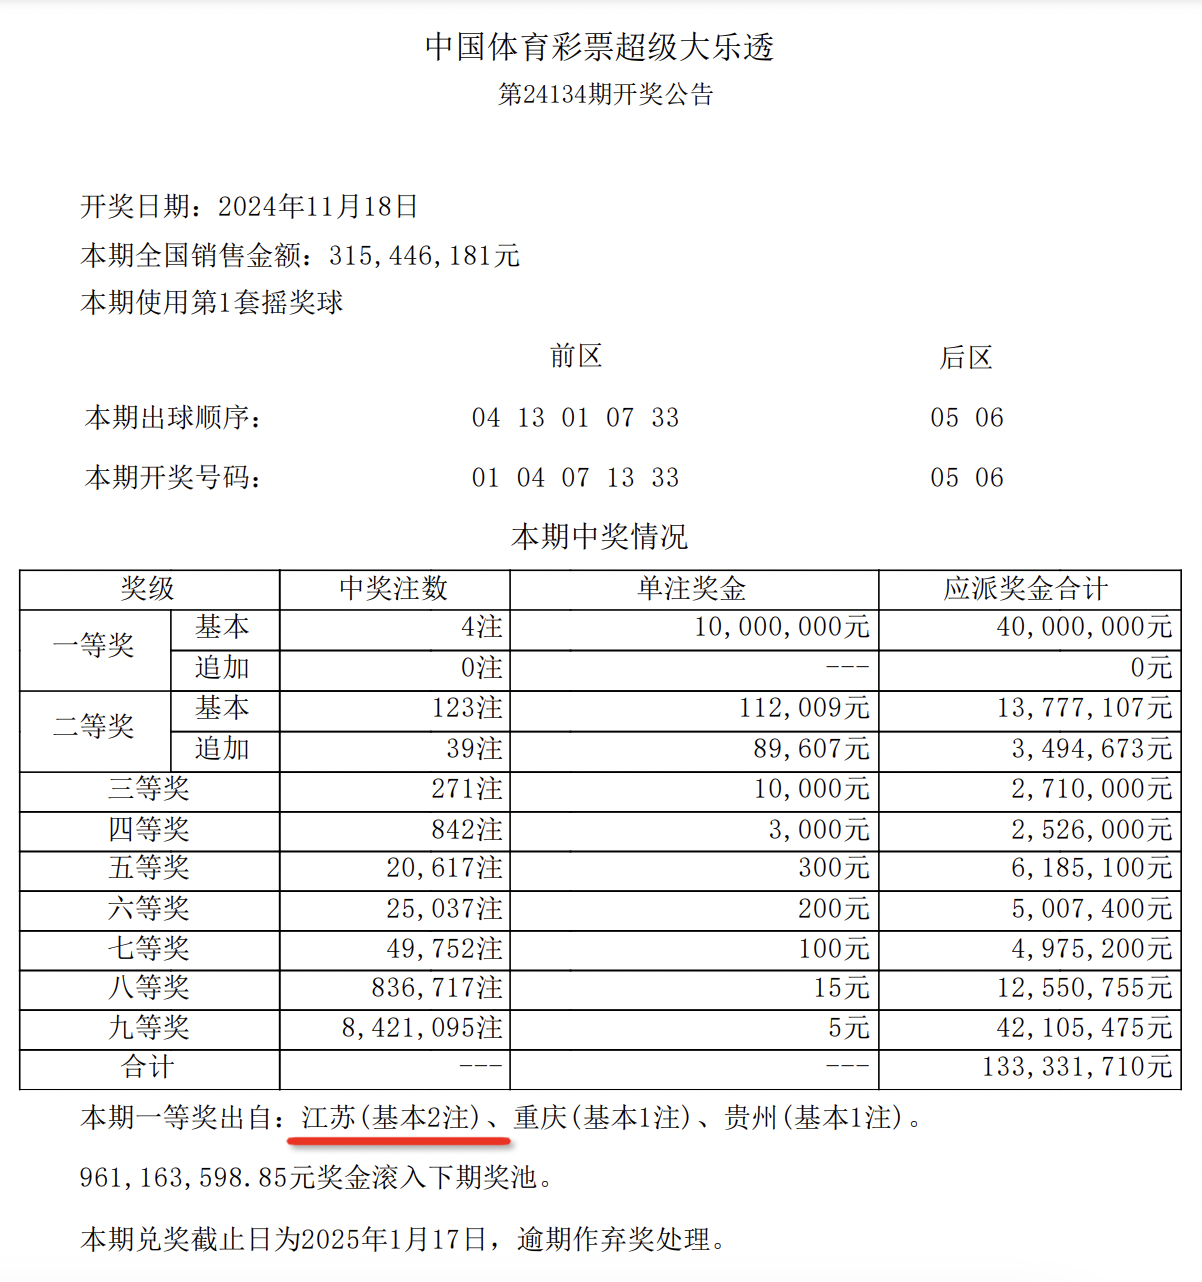 中国体育彩票超级大乐透
第24134期开奖公告
开奖日期：2024年11月18日
本期全国销售金额：315,446,181元
本期使用第1套摇奖球
前区 后区
本期出球顺序： 04 13 01 07 33 05 06
本期开奖号码： 01 04 07 13 33 05 06
本期中奖情况
奖级 中奖注数 单注奖金 应派奖金合计
一等奖 基本 4注 10,000,000元 40,000,000元
追加 0注 --- 0元
二等奖 基本 123注 112,009元 13,777,107元
追加 39注 89,607元 3,494,673元
三等奖 271注 10,000元 2,710,000元
四等奖 842注 3,000元 2,526,000元
五等奖 20,617注 300元 6,185,100元
六等奖 25,037注 200元 5,007,400元
七等奖 49,752注 100元 4,975,200元
八等奖 836,717注 15元 12,550,755元
九等奖 8,421,095注 5元 42,105,475元
合计 --- --- 133,331,710元
本期一等奖出自：江苏(基本2注)、重庆(基本1注)、贵州(基本1注)。
961,163,598.85元奖金滚入下期奖池。
本期兑奖截止日为2025年1月17日，逾期作弃奖处理。